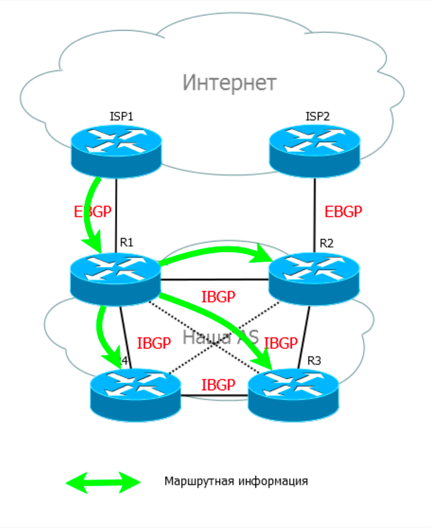 Интернет
ISP1
ISP2
EBGP
EBGP
R1
R2
IBGP
IBGP
Наша AS
IBGP
4
R3
IBGP
Маршрутная информация